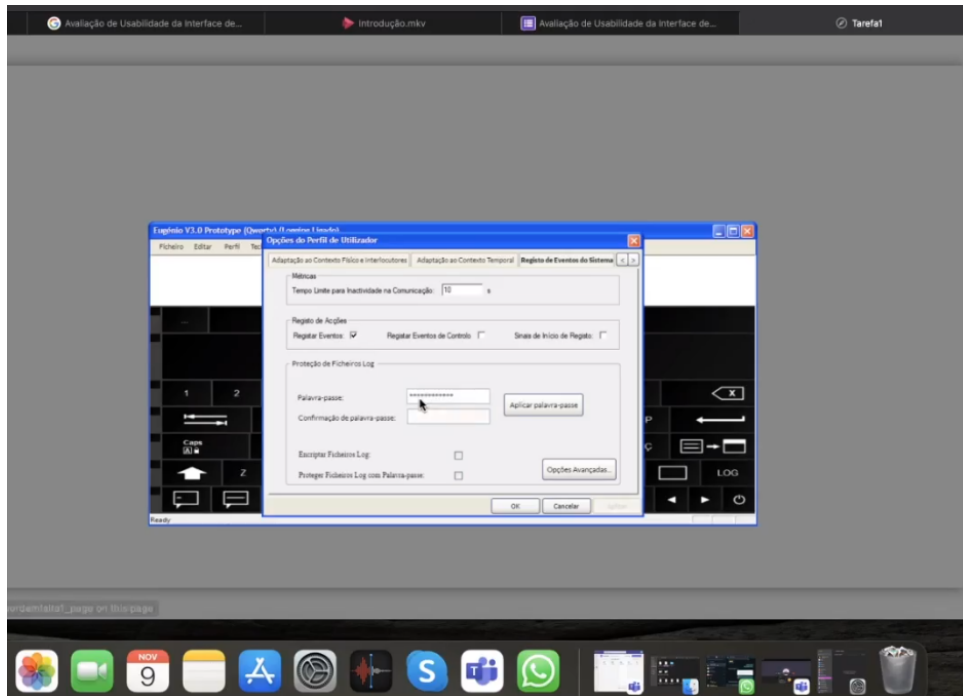 Avaliação de Usabilidade da Interface de...
Introdução.mkv
Avaliação de Usabilidade da Interface de...
Tarefa1
Eugénio V3.0 Prototype (Qwerty) (Logging Ligado)
Opções do Perfil de Utilizador
Ficheiro Editar Perfil
Adaptação ao Contexto Físico e Interlocutores Adaptação ao Contexto Temporal Registo de Eventos do Sistema < >
Métricas
Tempo Limite para Inactividade na Comunicação: 10 s
Registo de Acções
Registar Eventos: Registar Eventos de Controlo Sinais de Início de Registo:
Proteção de Ficheiros Log
1 2
Palavra-passe: ************
Aplicar palavra-passe
Confirmação de palavra-passe:
P
Caps
A
Ç
Encriptar Ficheiros Log:
Z
Proteger Ficheiros Log com Palavra-passe:
Opções Avançadas...
LOG
OK Cancelar Aplicar
Ready
on this page
NOV
9